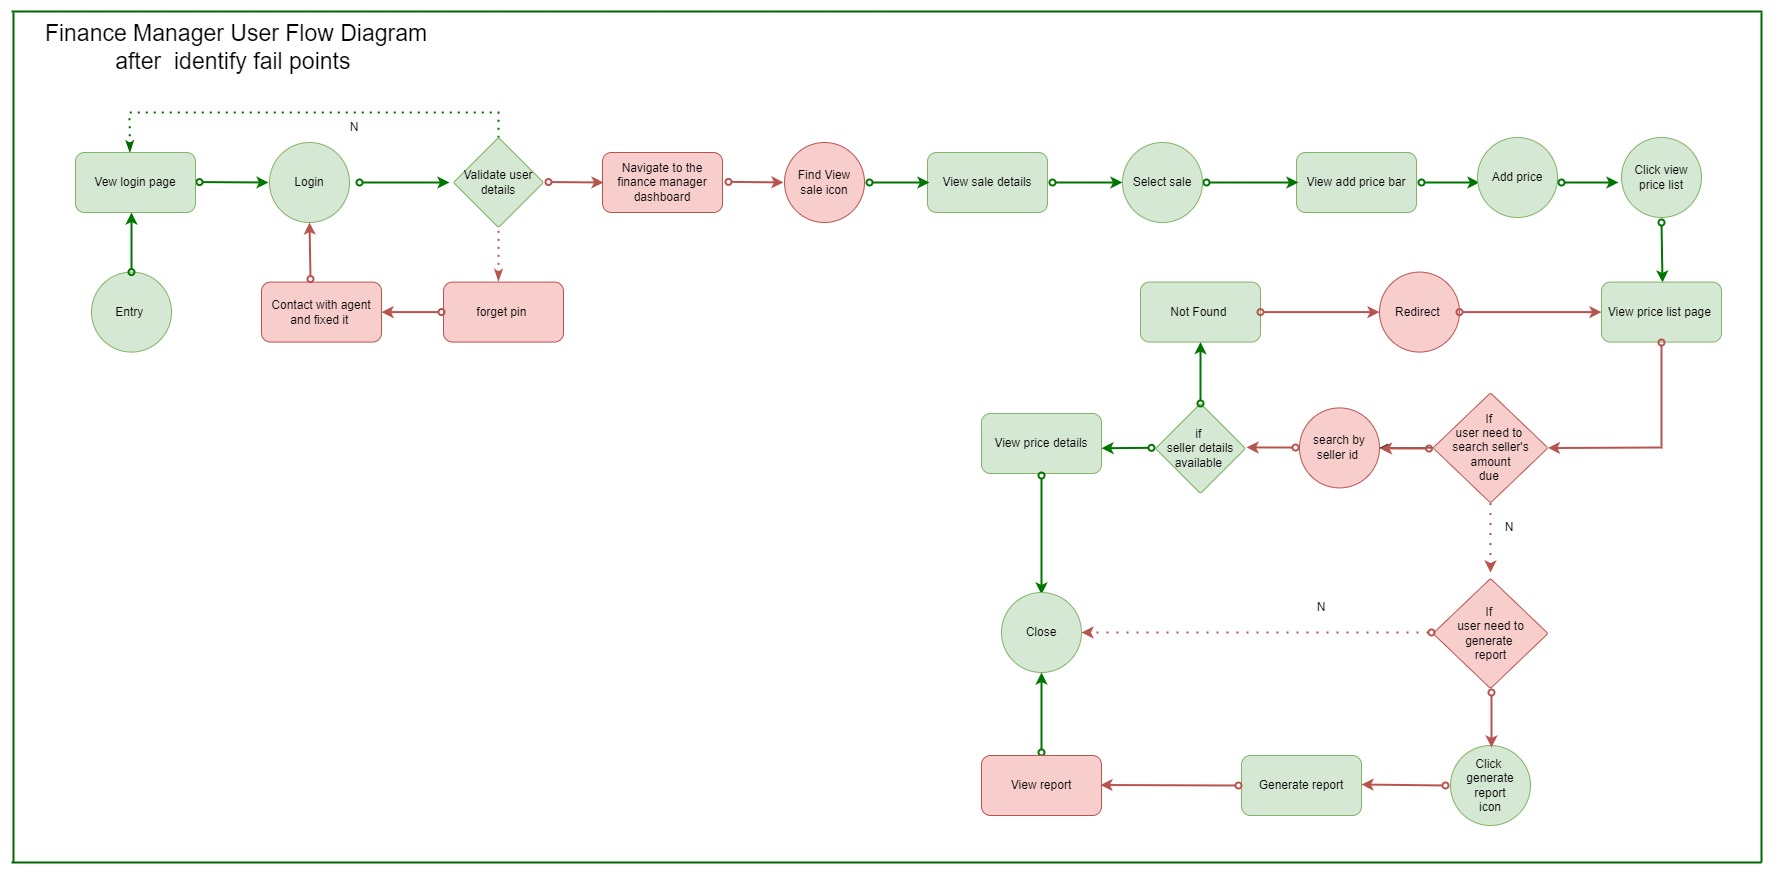 Finance Manager User Flow Diagram
after  identify fail points
N
Vew login page
Login
Validate user
details
Navigate to the
finance manager
dashboard
Find View
sale icon
View sale details
Select sale
View add price bar
Add price
Click view
price list
Entry
Contact with agent
and fixed it
forget pin
Not Found
Redirect
View price list page
View price details
if
seller details
available
search by
seller id
If
user need to
search seller's
amount
due
N
Close
N
If
user need to
generate
report
View report
Generate report
Click
generate
report
icon